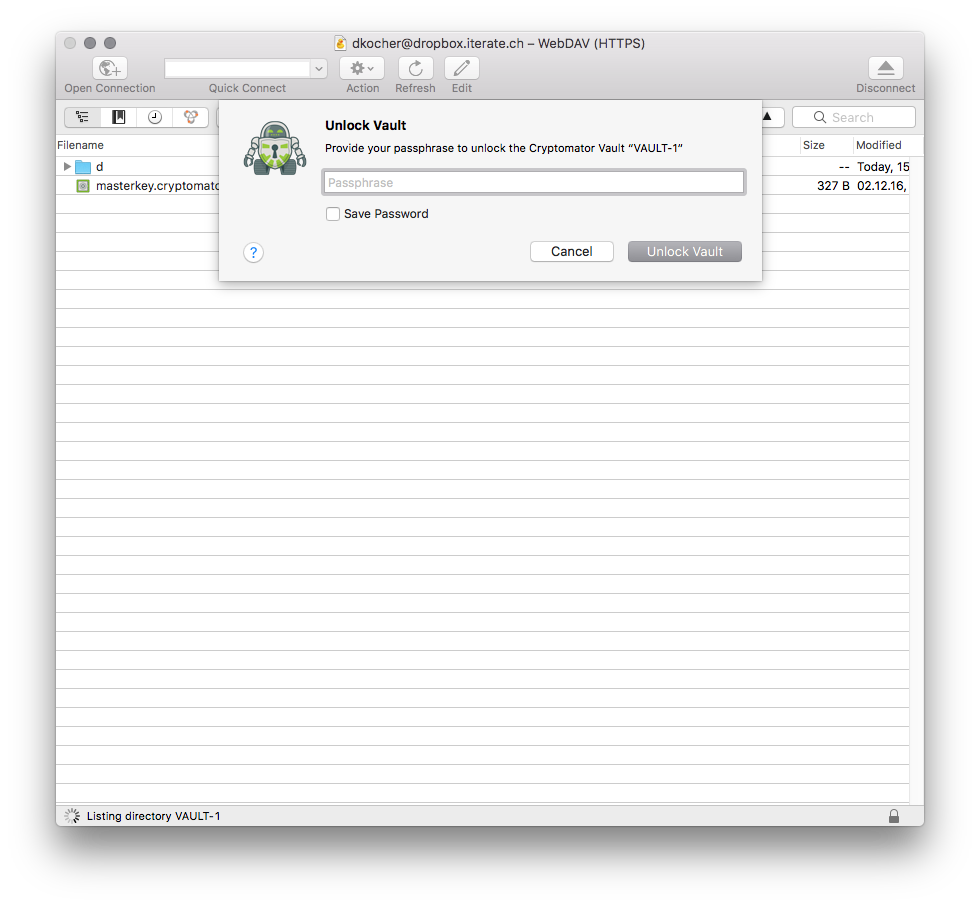 dkocher@dropbox.iterate.ch – WebDAV (HTTPS)
Open Connection
Quick Connect
Action
Refresh
Edit
Disconnect
Search
Unlock Vault
Provide your passphrase to unlock the Cryptomator Vault “VAULT-1”
Passphrase
Save Password
?
Cancel
Unlock Vault
Filename
Size
Modified
d
--
Today, 15
masterkey.cryptomato
327 B
02.12.16,
Listing directory VAULT-1